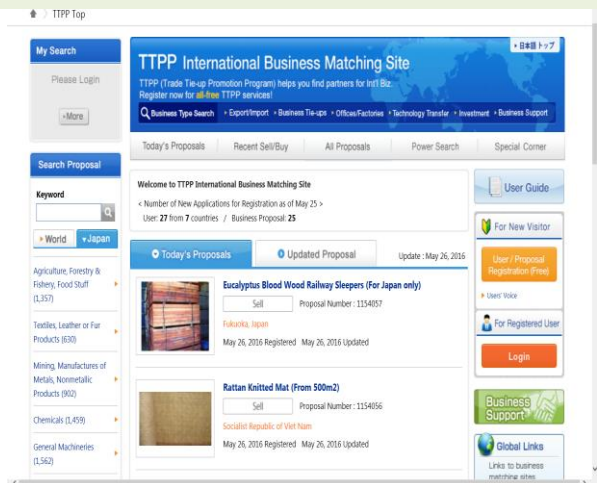 TTPP Top
My Search
Please Login
More
Search Proposal
Keyword
World
Japan
Agriculture, Forestry &
Fishery, Food Stuff
(1,357)
Textiles, Leather or Fur
Products (630)
Mining, Manufactures of
Metals, Nonmetallic
Products (902)
Chemicals (1,459)
General Machineries
(1,562)
日本語トップ
TTPP International Business Matching Site
TTPP (Trade Tie-up Promotion Program) helps you find partners for Int'l Biz.
Register now for all-free TTPP services!
Business Type Search Export/Import Business Tie-ups Offices/Factories Technology Transfer Investment Business Support
Today's Proposals Recent Sell/Buy All Proposals Power Search Special Corner
Welcome to TTPP International Business Matching Site
< Number of New Applications for Registration as of May 25 >
User: 27 from 7 countries / Business Proposal: 25
Today's Proposals Updated Proposal Update : May 26, 2016
Eucalyptus Blood Wood Railway Sleepers (For Japan only)
Sell Proposal Number : 1154057
Fukuoka, Japan
May 26, 2016 Registered May 26, 2016 Updated
Rattan Knitted Mat (From 500m2)
Sell Proposal Number : 1154056
Socialist Republic of Viet Nam
May 26, 2016 Registered May 26, 2016 Updated
User Guide
For New Visitor
User / Proposal
Registration (Free)
Users' Voice
For Registered User
Login
Business
Support
Global Links
Links to business
matching sites